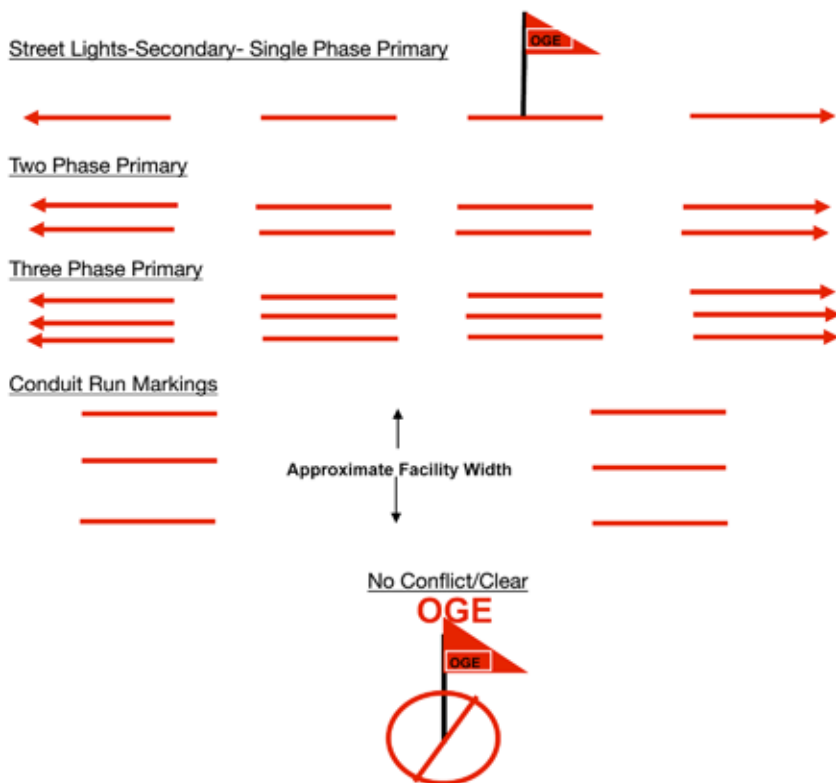 Street Lights-Secondary- Single Phase Primary
OGE
Two Phase Primary
Three Phase Primary
Conduit Run Markings
Approximate Facility Width
No Conflict/Clear
OGE
OGE